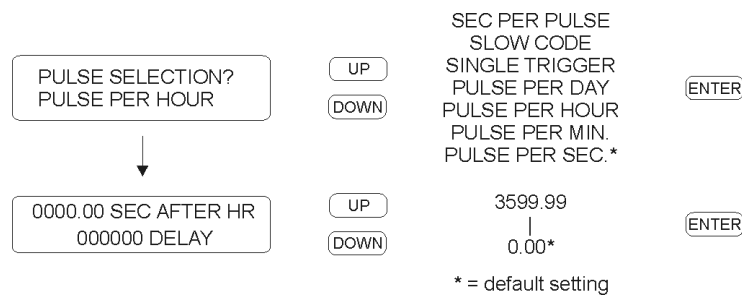 SEC PER PULSE
SLOW CODE
SINGLE TRIGGER
PULSE PER DAY
PULSE PER HOUR
PULSE PER MIN.
PULSE PER SEC.*
PULSE SELECTION?
PULSE PER HOUR
UP
DOWN
ENTER
0000.00 SEC AFTER HR
000000 DELAY
UP
DOWN
3599.99
|
0.00*
ENTER
* = default setting